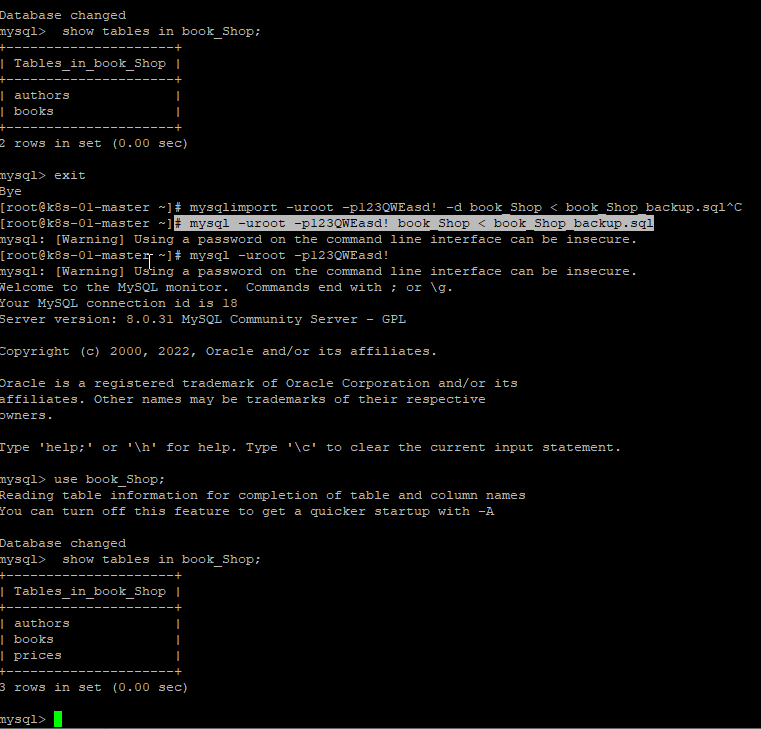 Database changed
mysql>  show tables in book_Shop;
+---------------------+
| Tables_in_book_Shop |
+---------------------+
| authors             |
| books               |
+---------------------+
2 rows in set (0.00 sec)
mysql> exit
Bye
[root@k8s-01-master ~]# mysqlimport -uroot -p123QWEasd! -d book_Shop < book_Shop_backup.sql^C
[root@k8s-01-master ~]# mysql -uroot -p123QWEasd! book_Shop < book_Shop_backup.sql
mysql: [Warning] Using a password on the command line interface can be insecure.
[root@k8s-01-master ~]# mysql -uroot -p123QWEasd!
mysql: [Warning] Using a password on the command line interface can be insecure.
Welcome to the MySQL monitor.  Commands end with ; or \g.
Your MySQL connection id is 18
Server version: 8.0.31 MySQL Community Server - GPL
Copyright (c) 2000, 2022, Oracle and/or its affiliates.
Oracle is a registered trademark of Oracle Corporation and/or its
affiliates. Other names may be trademarks of their respective
owners.
Type 'help;' or '\h' for help. Type '\c' to clear the current input statement.
mysql> use book_Shop;
Reading table information for completion of table and column names
You can turn off this feature to get a quicker startup with -A
Database changed
mysql>  show tables in book_Shop;
+---------------------+
| Tables_in_book_Shop |
+---------------------+
| authors             |
| books               |
| prices              |
+---------------------+
3 rows in set (0.00 sec)
mysql>